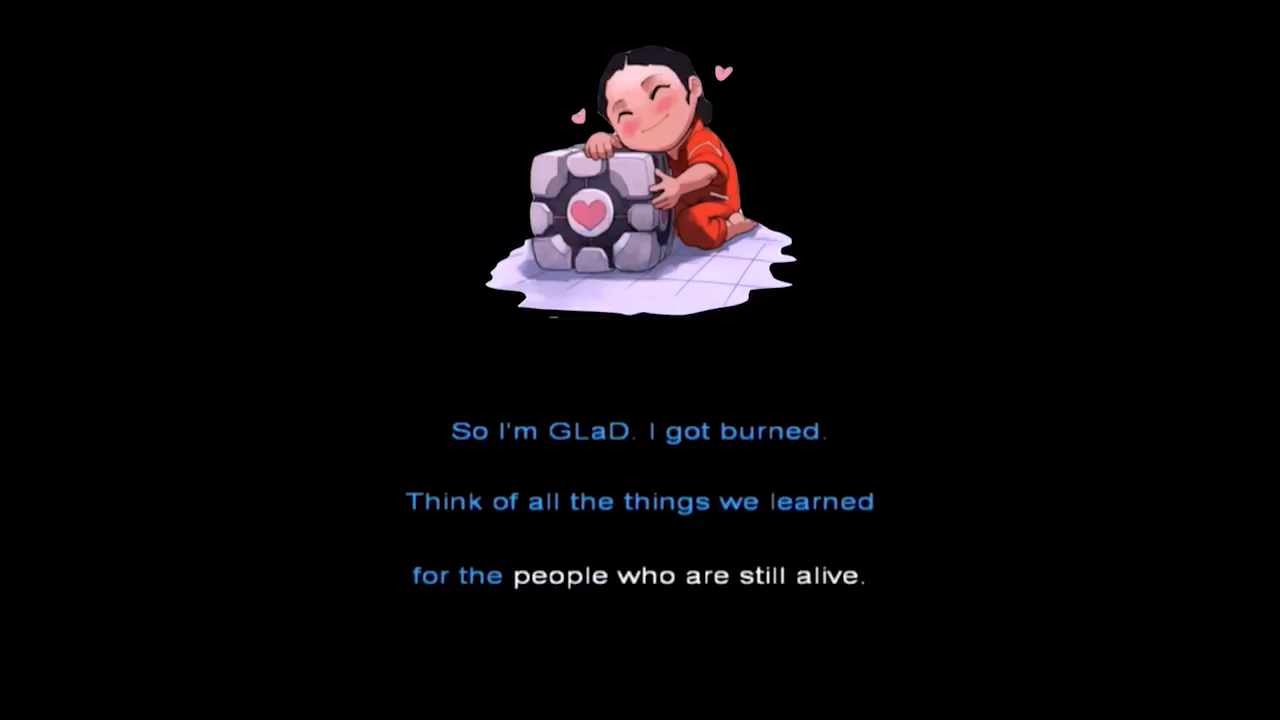 So I'm GLaD. I got burned.
Think of all the things we learned
for the people who are still alive.